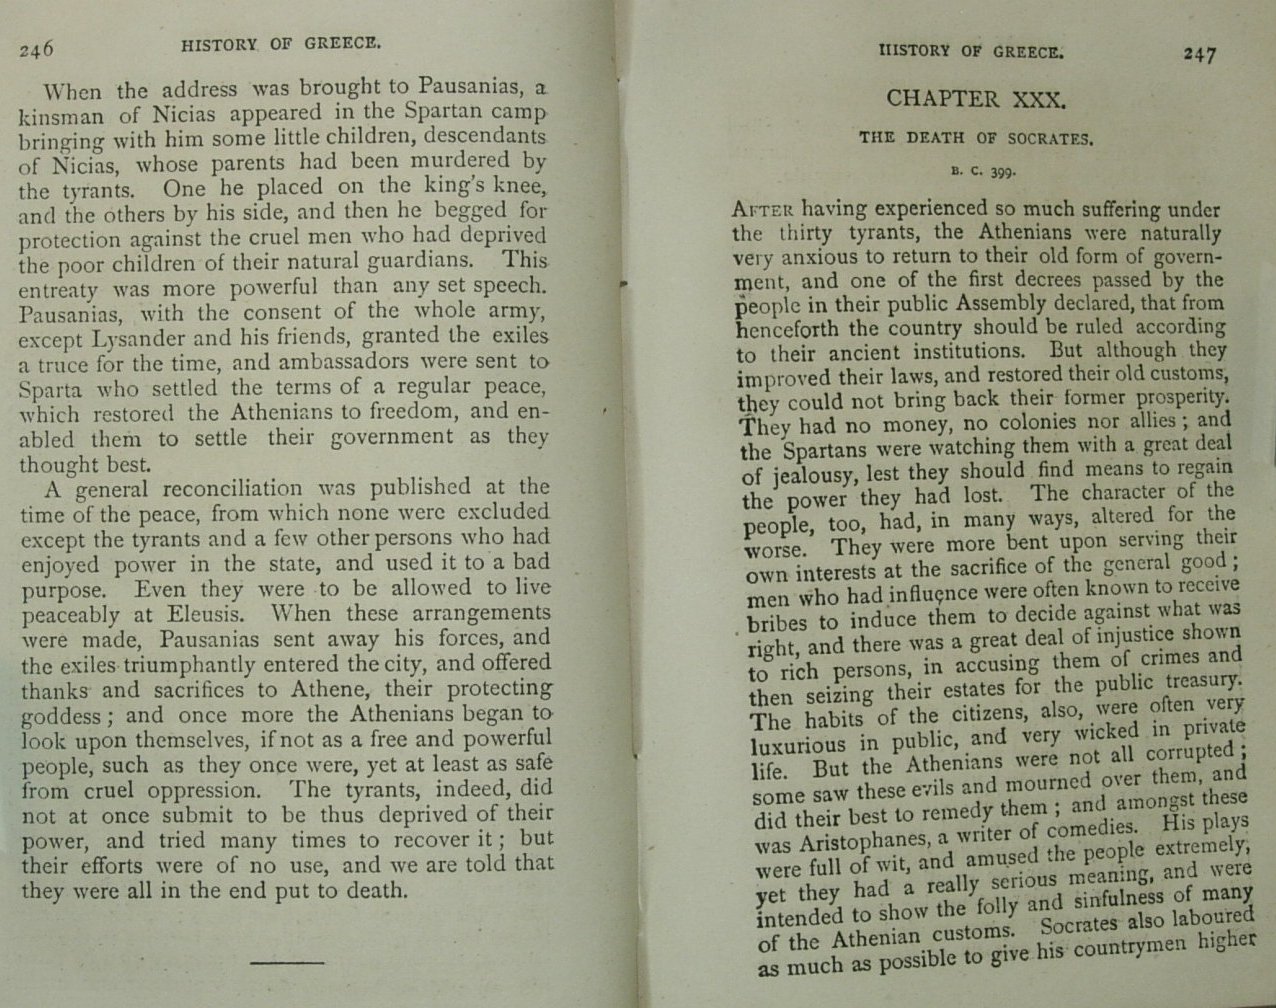 246 HISTORY OF GREECE.
When the address was brought to Pausanias, a
kinsman of Nicias appeared in the Spartan camp
bringing with him some little children, descendants
of Nicias, whose parents had been murdered by
the tyrants. One he placed on the king's knee,
and the others by his side, and then he begged for
protection against the cruel men who had deprived
the poor children of their natural guardians. This
entreaty was more powerful than any set speech.
Pausanias, with the consent of the whole army,
except Lysander and his friends, granted the exiles
a truce for the time, and ambassadors were sent to
Sparta who settled the terms of a regular peace,
which restored the Athenians to freedom, and en-
abled them to settle their government as they
thought best.
A general reconciliation was published at the
time of the peace, from which none were excluded
except the tyrants and a few other persons who had
enjoyed power in the state, and used it to a bad
purpose. Even they were to be allowed to live
peaceably at Eleusis. When these arrangements
were made, Pausanias sent away his forces, and
the exiles triumphantly entered the city, and offered
thanks and sacrifices to Athene, their protecting
goddess ; and once more the Athenians began to
look upon themselves, if not as a free and powerful
people, such as they once were, yet at least as safe
from cruel oppression. The tyrants, indeed, did
not at once submit to be thus deprived of their
power, and tried many times to recover it ; but
their efforts were of no use, and we are told that
they were all in the end put to death.
HISTORY OF GREECE. 247
CHAPTER XXX.
THE DEATH OF SOCRATES.
B. C. 399.
AFTER having experienced so much suffering under
the thirty tyrants, the Athenians were naturally
very anxious to return to their old form of govern-
ment, and one of the first decrees passed by the
people in their public Assembly declared, that from
henceforth the country should be ruled according
to their ancient institutions. But although they
improved their laws, and restored their old customs,
they could not bring back their former prosperity.
They had no money, no colonies nor allies ; and
the Spartans were watching them with a great deal
of jealousy, lest they should find means to regain
the power they had lost. The character of the
people, too, had, in many ways, altered for the
worse. They were more bent upon serving their
own interests at the sacrifice of the general good ;
men who had influence were often known to receive
bribes to induce them to decide against what was
right, and there was a great deal of injustice shown
to rich persons, in accusing them of crimes and
then seizing their estates for the public treasury.
The habits of the citizens, also, were often very
luxurious in public, and very wicked in private
life. But the Athenians were not all corrupted ;
some saw these evils and mourned over them, and
did their best to remedy them ; and amongst these
was Aristophanes, a writer of comedies. His plays
were full of wit, and amused the people extremely,
yet they had a really serious meaning, and were
intended to show the folly and sinfulness of many
of the Athenian customs. Socrates also laboured
as much as possible to give his countrymen higher